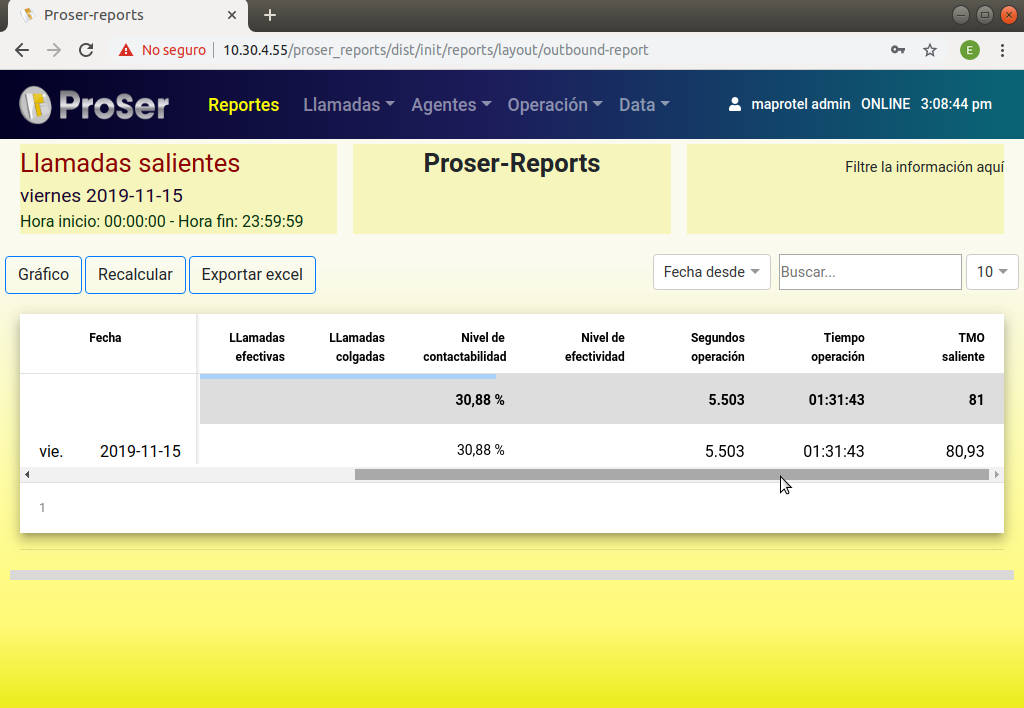 Proser-reports
No seguro
10.30.4.55/proser_reports/dist/init/reports/layout/outbound-report
E
ProSer
Reportes Llamadas Agentes Operación Data maprotel admin ONLINE 3:08:44 pm
Llamadas salientes
viernes 2019-11-15
Hora inicio: 00:00:00 - Hora fin: 23:59:59
Proser-Reports
Filtre la información aquí
Gráfico Recalcular Exportar excel Fecha desde Buscar... 10
Fecha LLamadas efectivas LLamadas colgadas Nivel de contactabilidad Nivel de efectividad Segundos operación Tiempo operación TMO saliente
30,88 % 5.503 01:31:43 81
vie. 2019-11-15 30,88 % 5.503 01:31:43 80,93
1